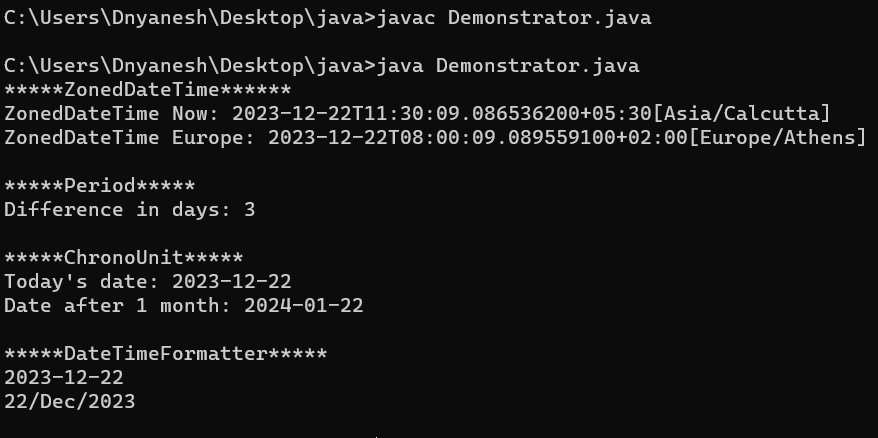 C:\Users\Dnyanesh\Desktop\java>javac Demonstrator.java
C:\Users\Dnyanesh\Desktop\java>java Demonstrator.java
*****ZonedDateTime******
ZonedDateTime Now: 2023-12-22T11:30:09.086536200+05:30[Asia/Calcutta]
ZonedDateTime Europe: 2023-12-22T08:00:09.089559100+02:00[Europe/Athens]
*****Period*****
Difference in days: 3
*****ChronoUnit*****
Today's date: 2023-12-22
Date after 1 month: 2024-01-22
*****DateTimeFormatter*****
2023-12-22
22/Dec/2023